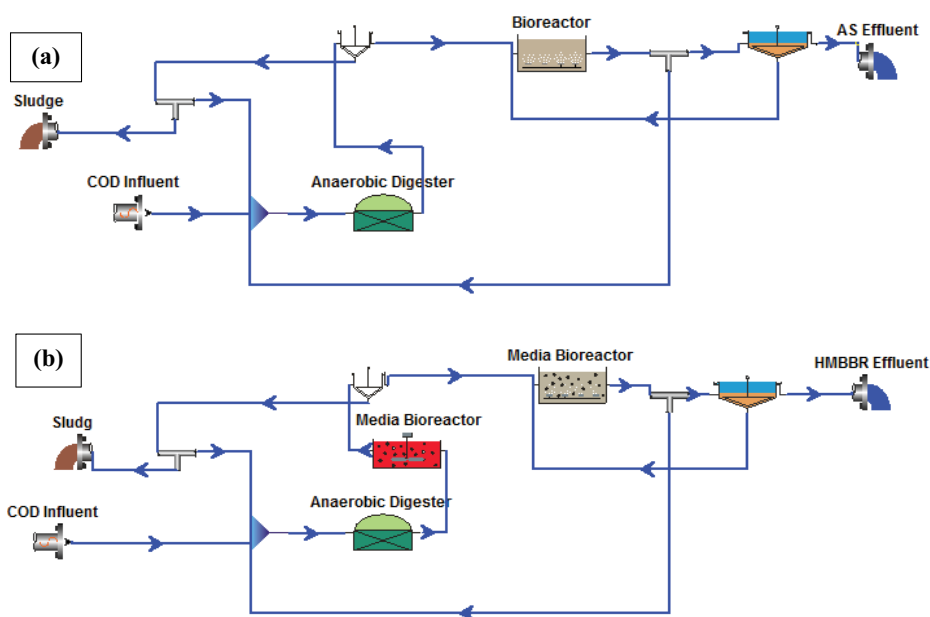 (a)
Bioreactor
AS Effluent
Sludge
COD Influent
Anaerobic Digester
(b)
Media Bioreactor
HMBBR Effluent
Sludg
Media Bioreactor
COD Influent
Anaerobic Digester